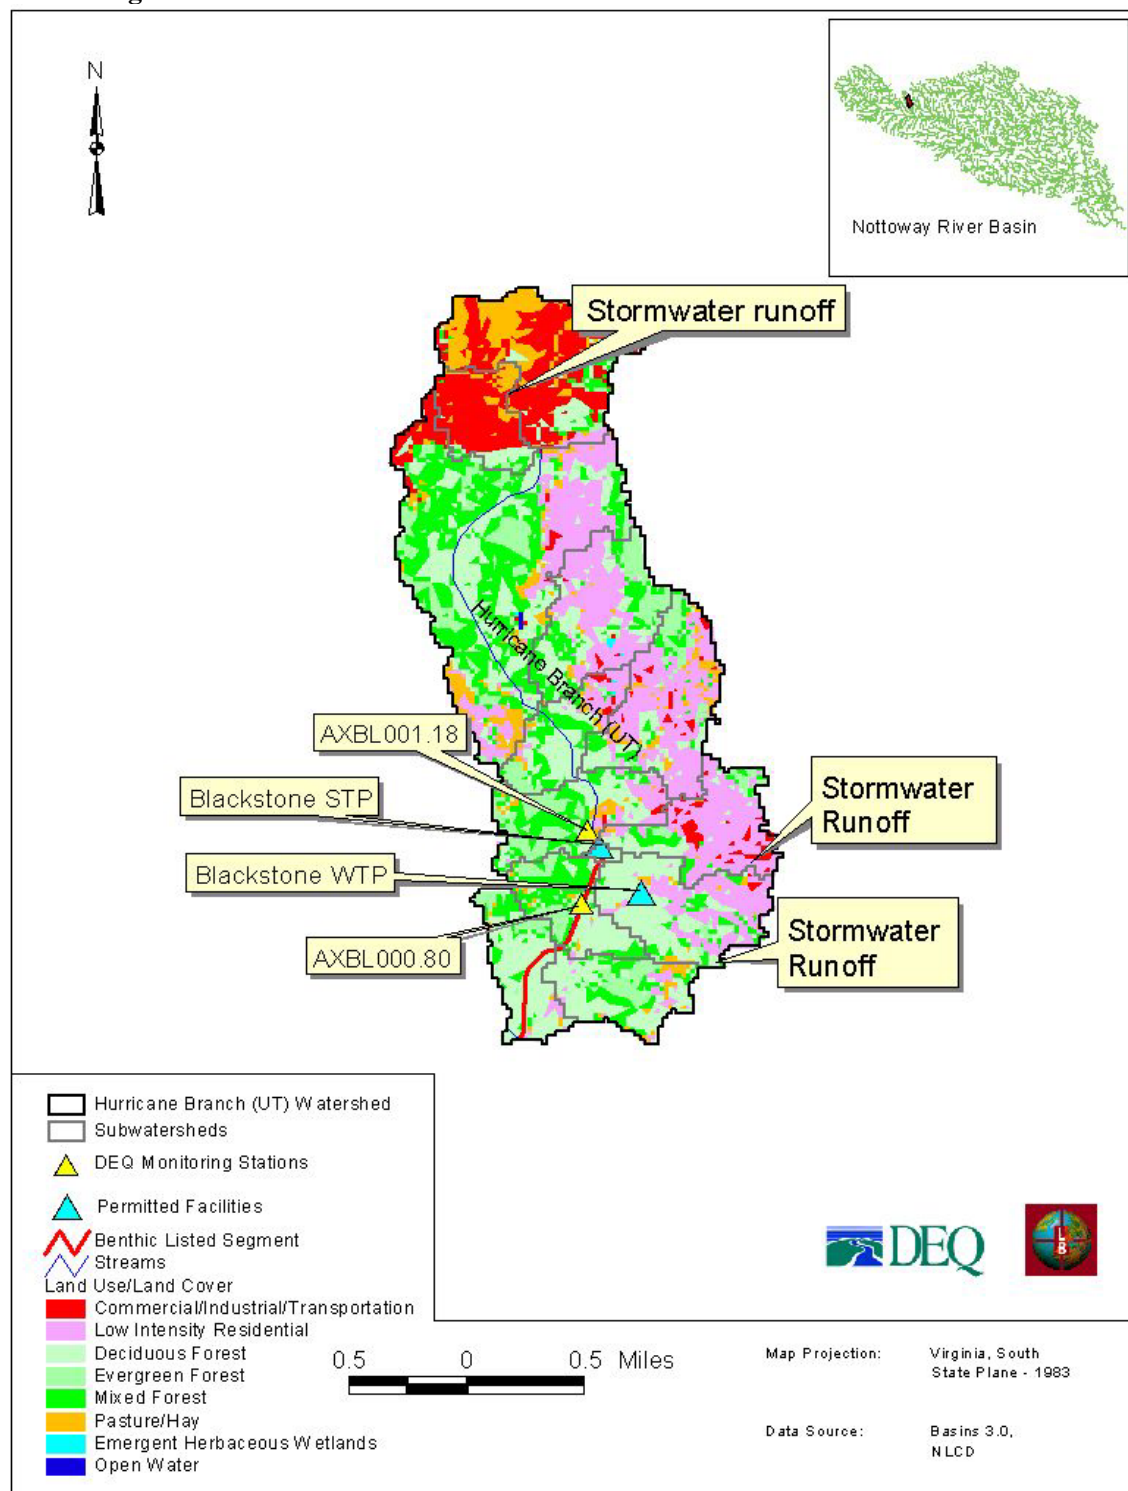 N
Nottoway River Basin
Stormwater runoff
Hurricane Branch (UT)
AXBL001.18
Blackstone STP
Stormwater
Runoff
Blackstone WTP
Stormwater
Runoff
AXBL000.80
Hurricane Branch (UT) Watershed
Subwatersheds
DEQ Monitoring Stations
Permitted Facilities
Benthic Listed Segment
Streams
Land Use/Land Cover
Commercial/Industrial/Transportation
Low Intensity Residential
Deciduous Forest
Evergreen Forest
Mixed Forest
Pasture/Hay
Emergent Herbaceous Wetlands
Open Water
DEQ
LB
0.5 0 0.5 Miles
Map Projection: Virginia, South
State Plane - 1983
Data Source: Basins 3.0,
NLCD